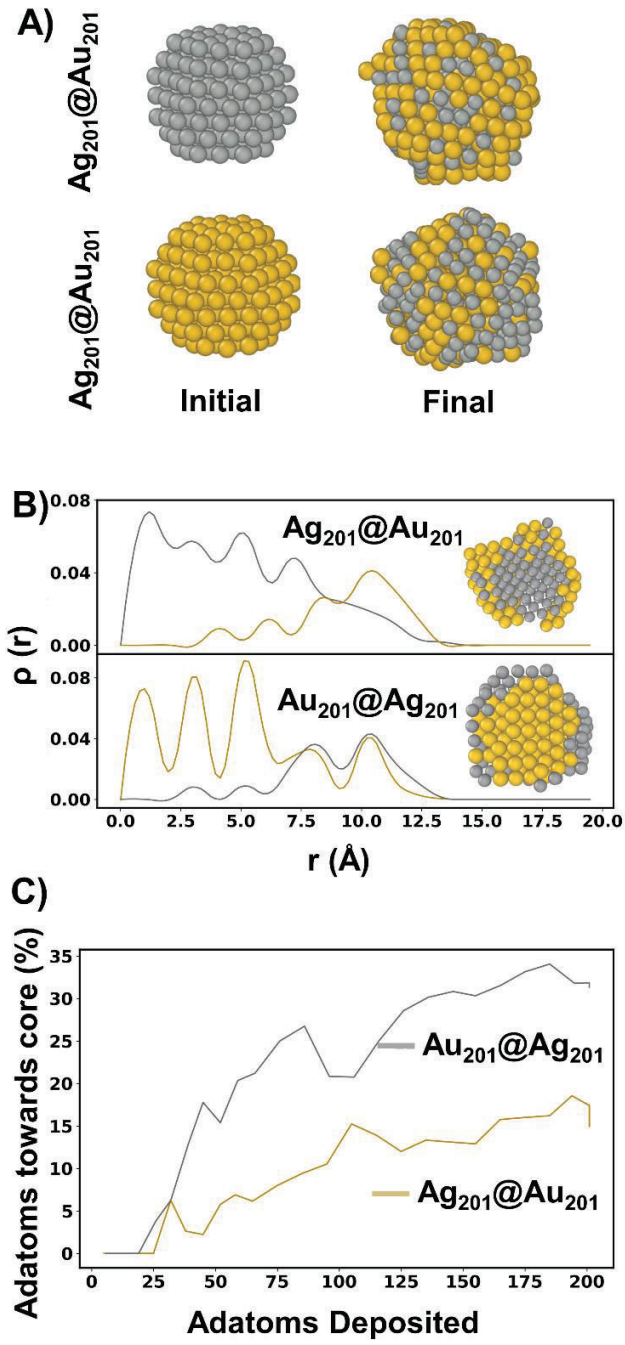 A)
Ag201@Au201
Ag201@Au201
Initial Final
B)
0.08
Ag201@Au201
0.04
0.00
ρ (r)
0.08
Au201@Ag201
0.04
0.00
0.0 2.5 5.0 7.5 10.0 12.5 15.0 17.5 20.0
r (Å)
C)
Adatoms towards core (%)
35
30
25
Au201@Ag201
20
15
10
Ag201@Au201
5
0
0 25 50 75 100 125 150 175 200
Adatoms Deposited